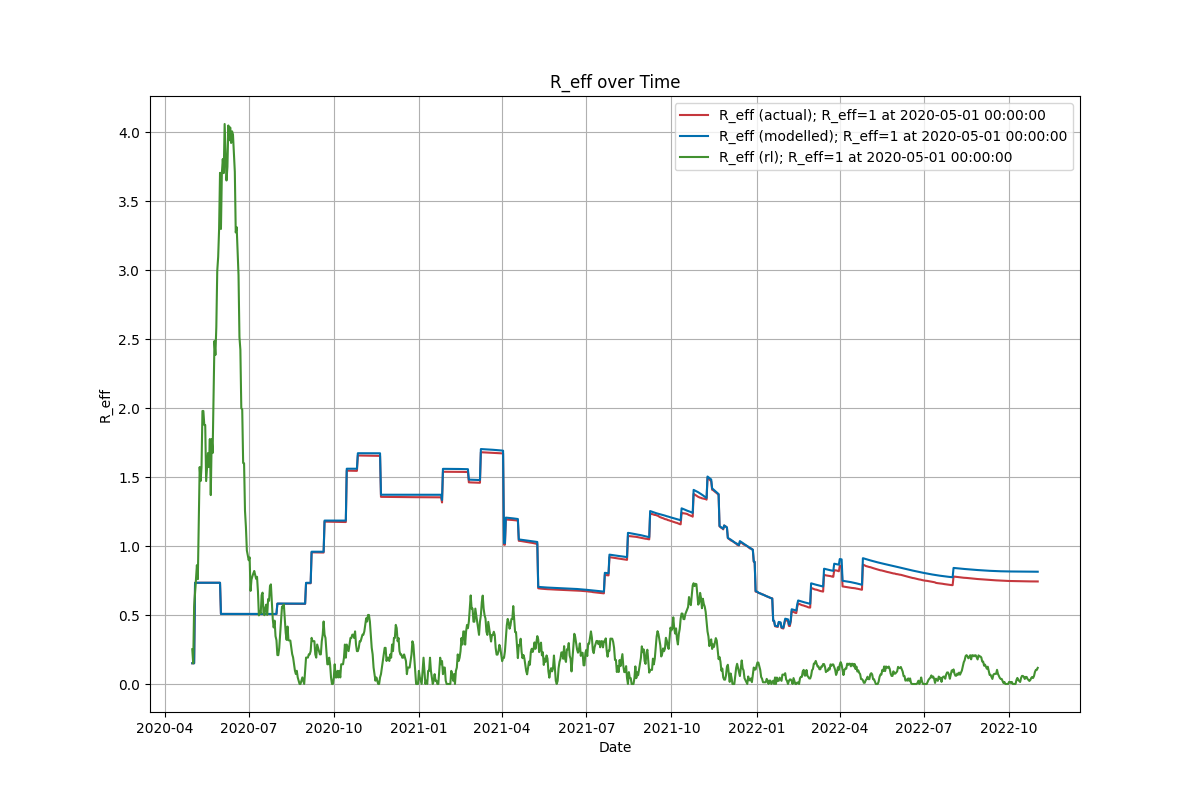 R_eff over Time
R_eff (actual); R_eff=1 at 2020-05-01 00:00:00
R_eff (modelled); R_eff=1 at 2020-05-01 00:00:00
R_eff (rl); R_eff=1 at 2020-05-01 00:00:00
R_eff
4.0
3.5
3.0
2.5
2.0
1.5
1.0
0.5
0.0
2020-04 2020-07 2020-10 2021-01 2021-04 2021-07 2021-10 2022-01 2022-04 2022-07 2022-10
Date